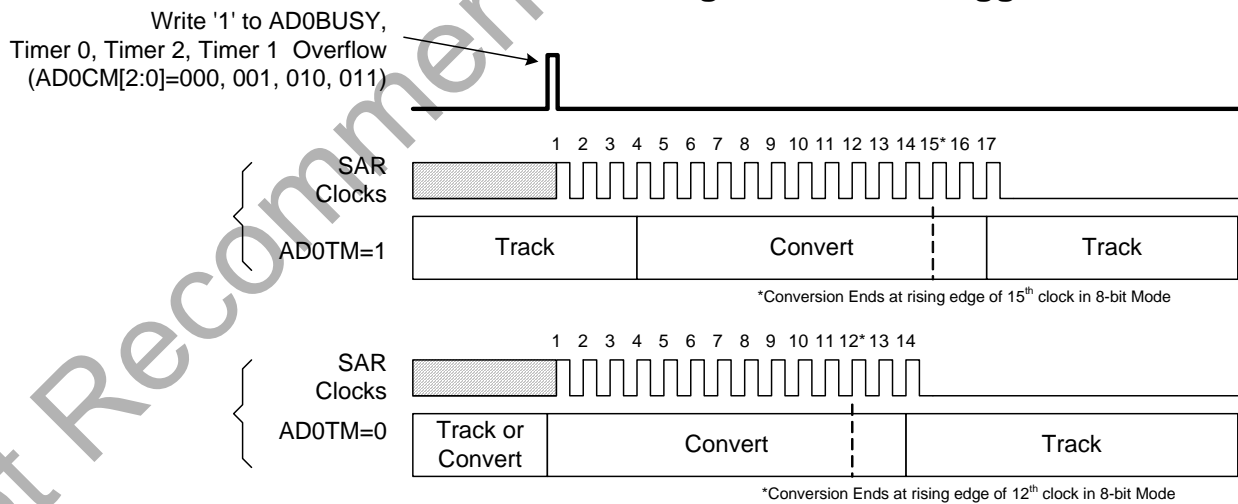 Write '1' to AD0BUSY,
Timer 0, Timer 2, Timer 1 Overflow
(AD0CM[2:0]=000, 001, 010, 011)
1 2 3 4 5 6 7 8 9 10 11 12 13 14 15* 16 17
SAR
Clocks
AD0TM=1
Track
Convert
Track
*Conversion Ends at rising edge of 15th clock in 8-bit Mode
1 2 3 4 5 6 7 8 9 10 11 12* 13 14
SAR
Clocks
AD0TM=0
Track or
Convert
Convert
Track
*Conversion Ends at rising edge of 12th clock in 8-bit Mode